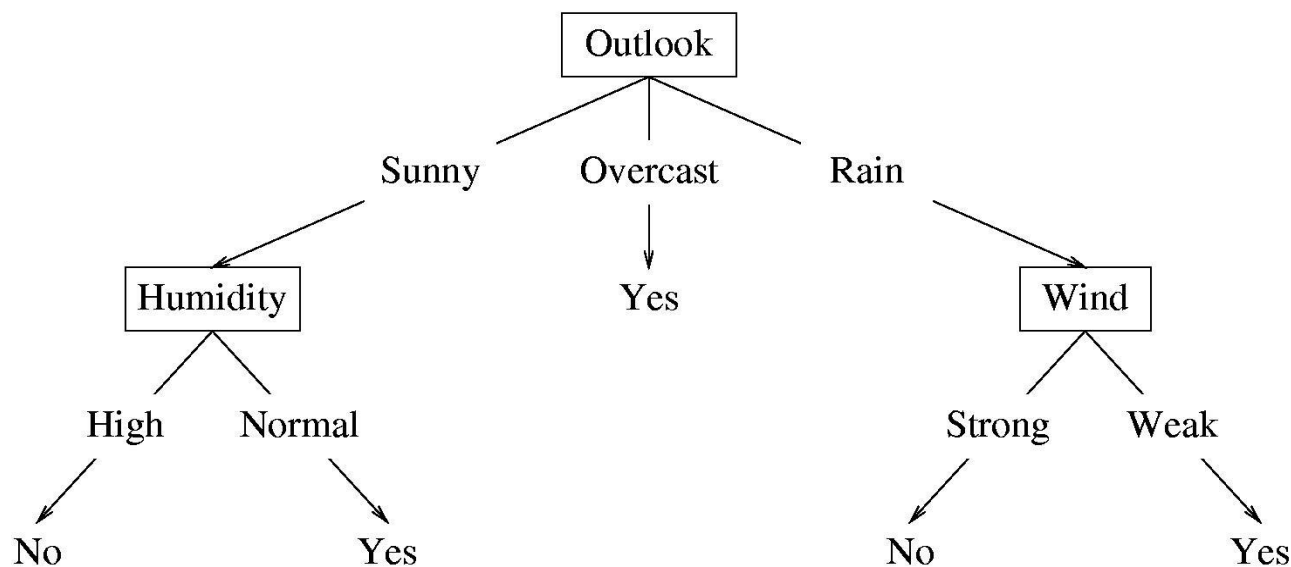 Outlook
Sunny Overcast Rain
Humidity Yes Wind
High Normal Strong Weak
No Yes No Yes